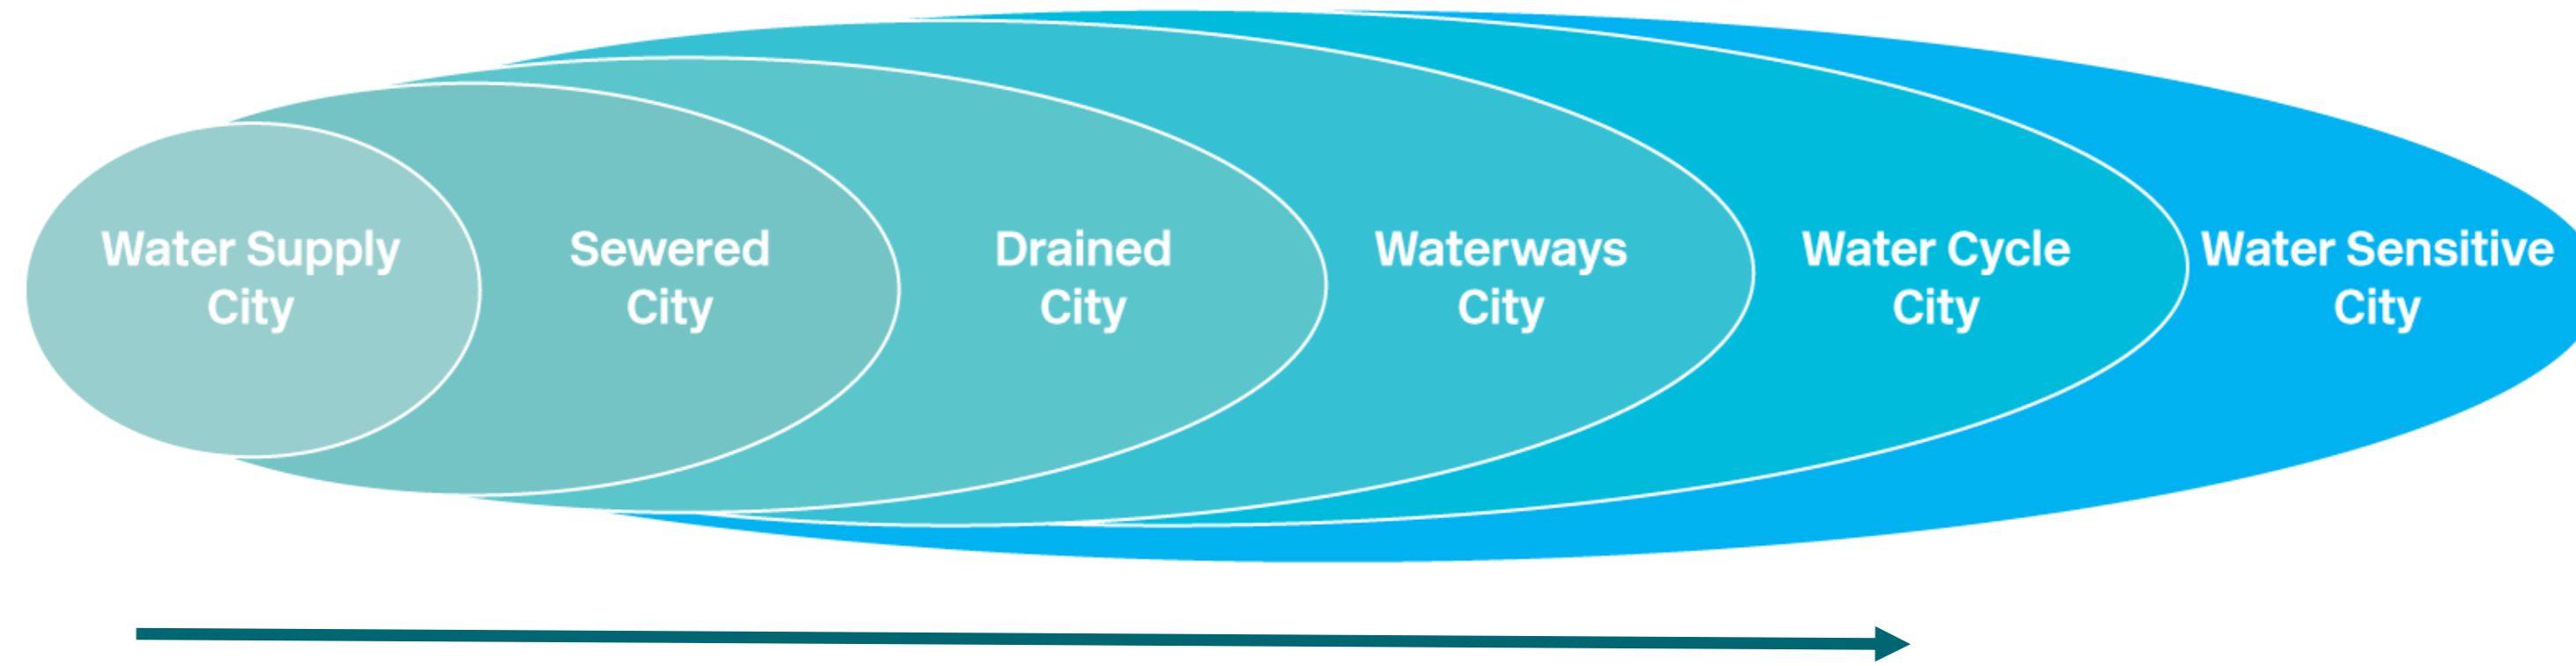 Water Supply
City
Sewered
City
Drained
City
Waterways
City
Water Cycle
City
Water Sensitive
City